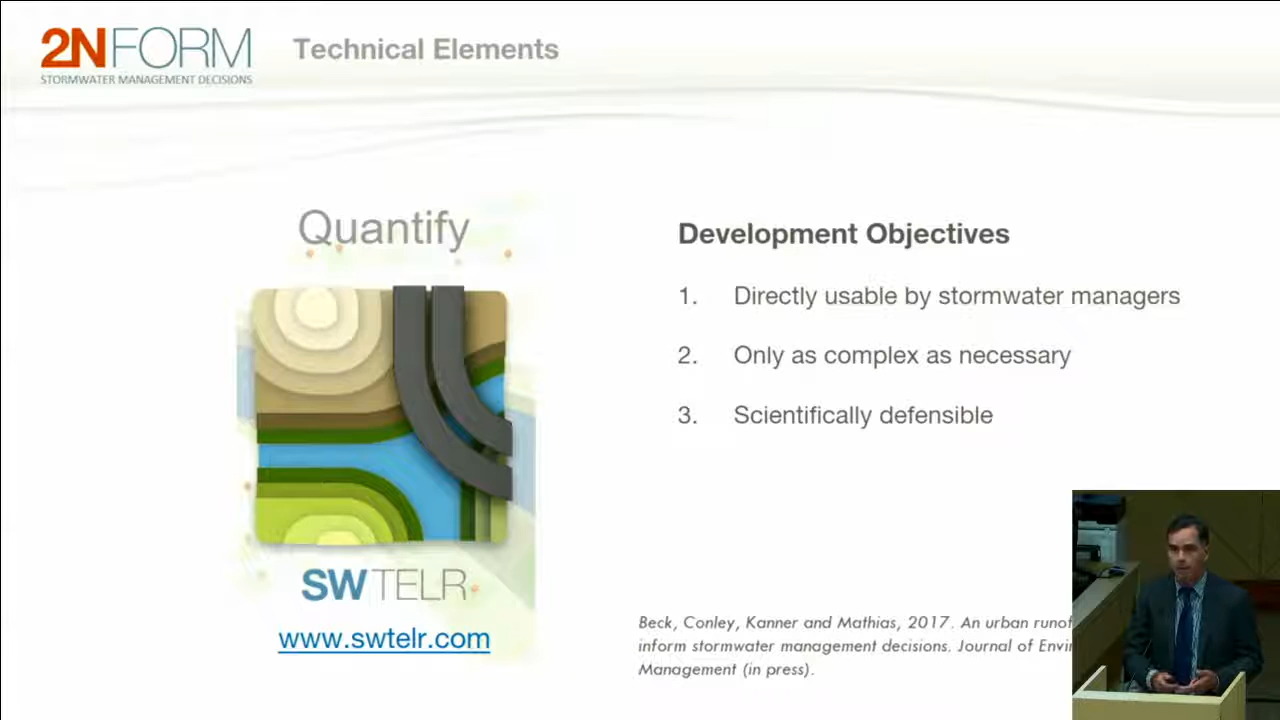 2NFORM
STORMWATER MANAGEMENT DECISIONS
Technical Elements
Quantify
SWTELR
www.swtelr.com
Development Objectives
1. Directly usable by stormwater managers
2. Only as complex as necessary
3. Scientifically defensible
Beck, Conley, Kanner and Mathias, 2017. An urban
inform stormwater management decisions. Journal of
Management (in press).